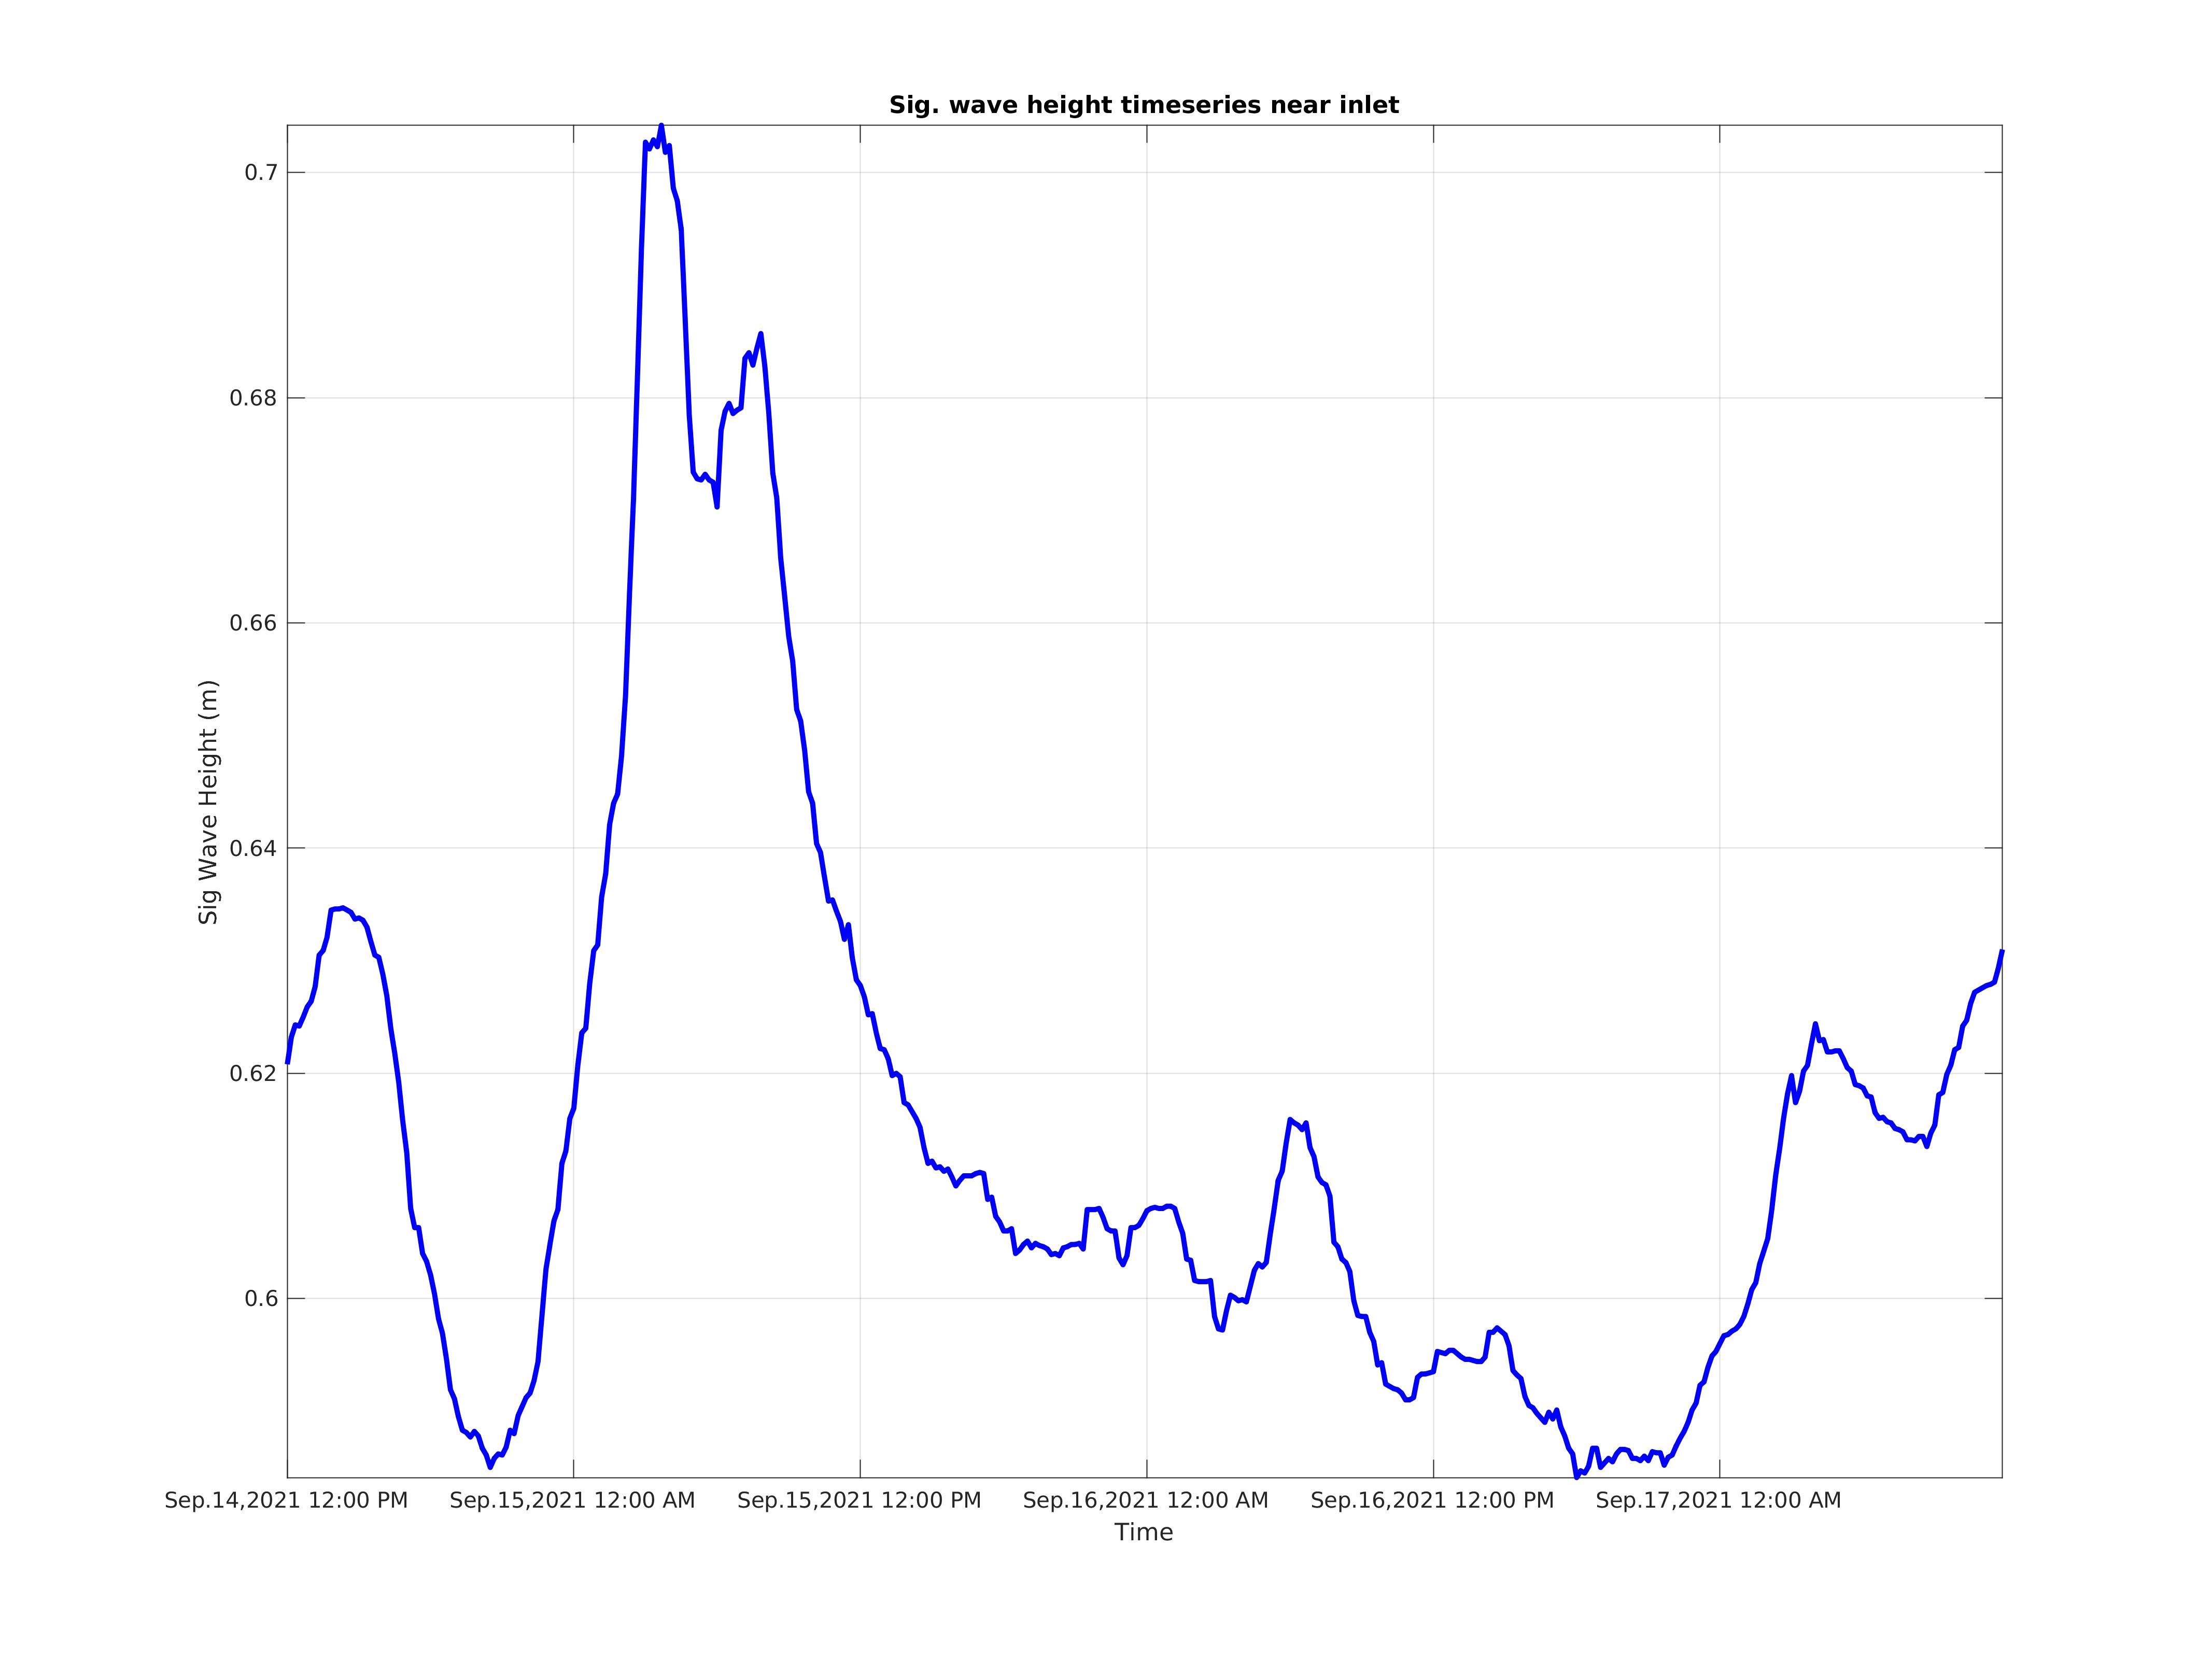 Sig. wave height timeseries near inlet
0.7
0.68
0.66
0.64
0.62
0.6
Sig Wave Height (m)
Sep.14,2021 12:00 PM
Sep.15,2021 12:00 AM
Sep.15,2021 12:00 PM
Sep.16,2021 12:00 AM
Sep.16,2021 12:00 PM
Sep.17,2021 12:00 AM
Time